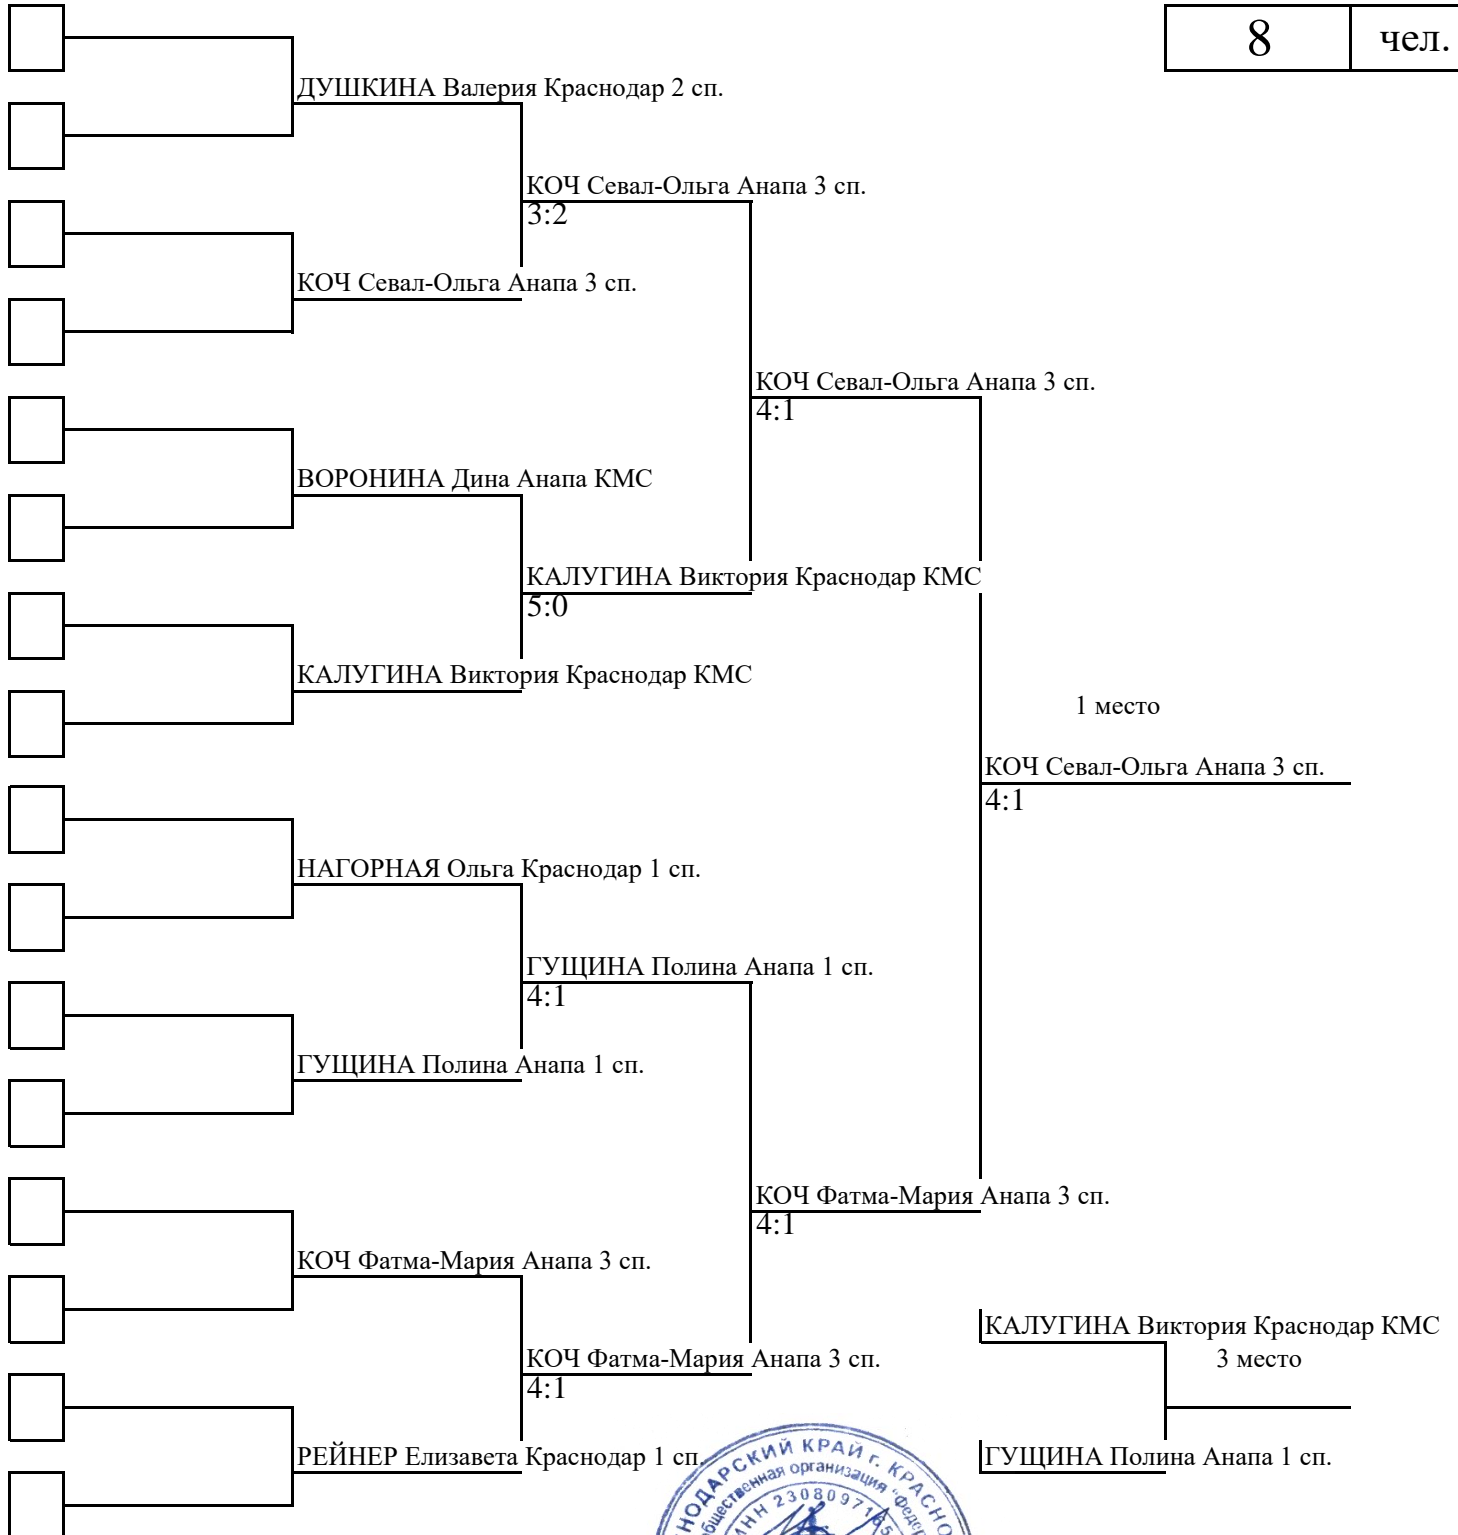 8 чел.
ДУШКИНА Валерия Краснодар 2 сп.
КОЧ Севал-Ольга Анапа 3 сп.
3:2
КОЧ Севал-Ольга Анапа 3 сп.
КОЧ Севал-Ольга Анапа 3 сп.
4:1
ВОРОНИНА Дина Анапа КМС
КАЛУГИНА Виктория Краснодар КМС
5:0
КАЛУГИНА Виктория Краснодар КМС
1 место
КОЧ Севал-Ольга Анапа 3 сп.
4:1
НАГОРНАЯ Ольга Краснодар 1 сп.
ГУЩИНА Полина Анапа 1 сп.
4:1
ГУЩИНА Полина Анапа 1 сп.
КОЧ Фатма-Мария Анапа 3 сп.
4:1
КОЧ Фатма-Мария Анапа 3 сп.
КАЛУГИНА Виктория Краснодар КМС
3 место
КОЧ Фатма-Мария Анапа 3 сп.
4:1
РЕЙНЕР Елизавета Краснодар 1 сп.
ГУЩИНА Полина Анапа 1 сп.
КРАЙ г.
организация
ИНН 2308097165